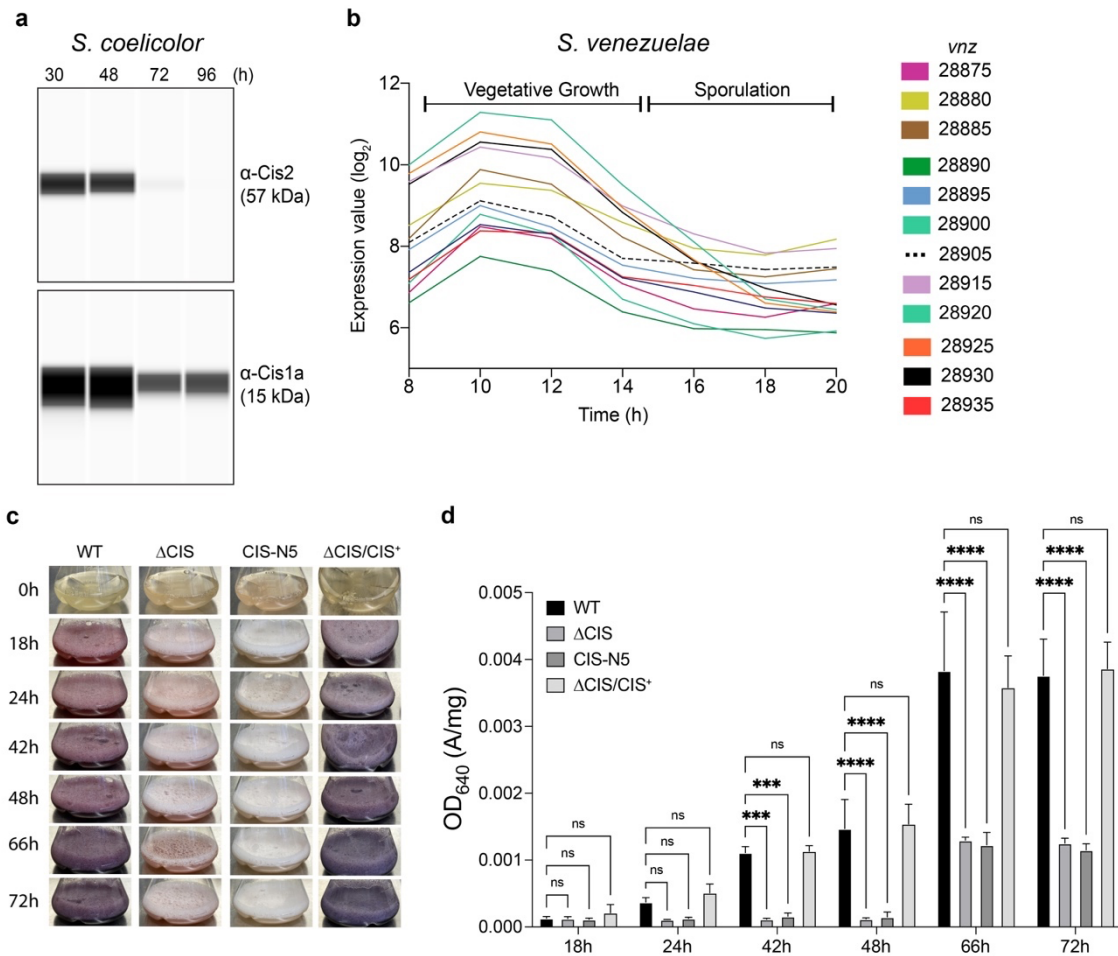 a
S. coelicolor
30 48 72 96 (h)
α-Cis2
(57 kDa)
α-Cis1a
(15 kDa)
b
S. venezuelae
Vegetative Growth Sporulation
Expression value (log2)
12
10
8
6
8 10 12 14 16 18 20
Time (h)
vnz
28875
28880
28885
28890
28895
28900
28905
28915
28920
28925
28930
28935
c
WT ΔCIS CIS-N5 ΔCIS/CIS+
0h
18h
24h
42h
48h
66h
72h
d
OD640 (A/mg)
0.005
0.004
0.003
0.002
0.001
0.000
WT
ΔCIS
CIS-N5
ΔCIS/CIS+
ns
ns
ns
ns
ns
ns
ns
***
***
ns
****
****
ns
****
****
ns
****
****
18h 24h 42h 48h 66h 72h